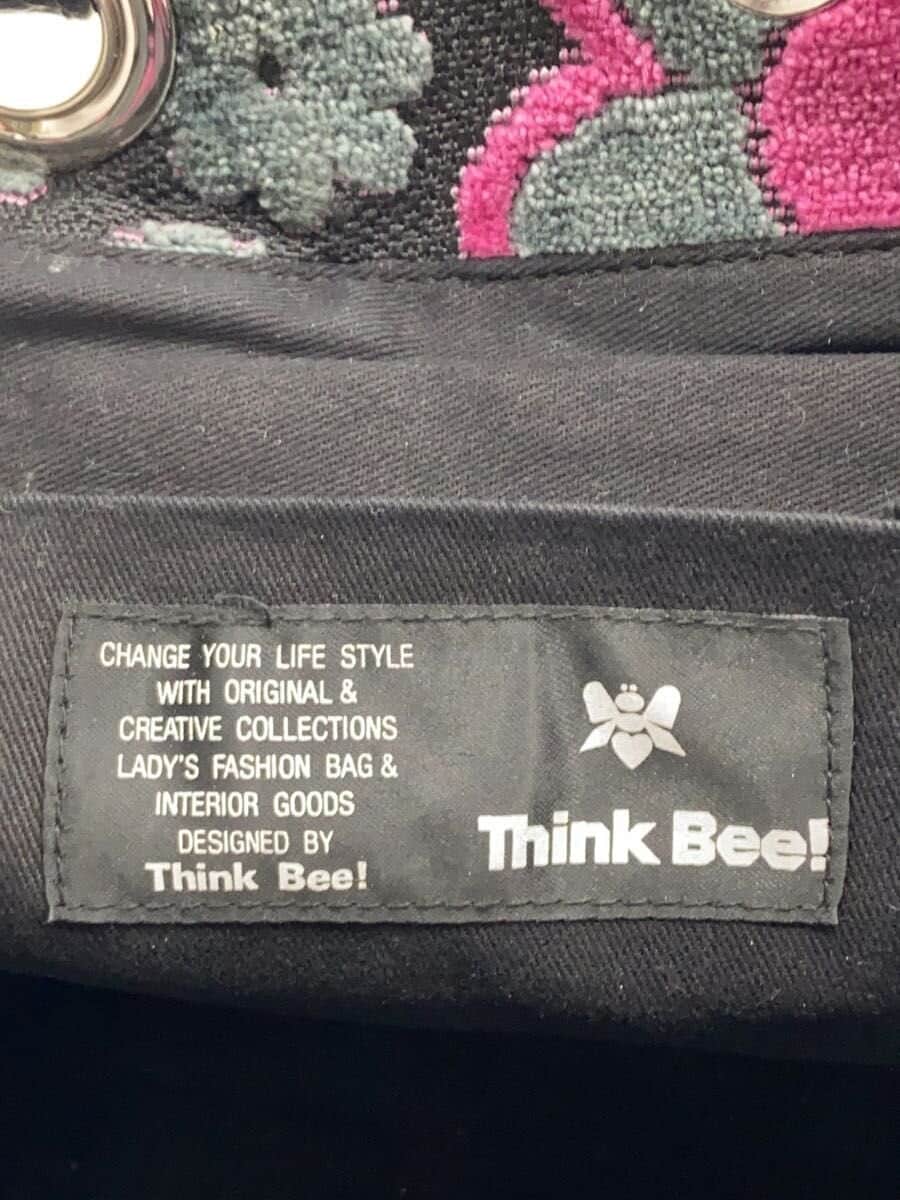 CHANGE YOUR LIFE STYLE
WITH ORIGINAL &
CREATIVE COLLECTIONS
LADY'S FASHION BAG &
INTERIOR GOODS
DESIGNED BY
Think Bee!
Think Bee!